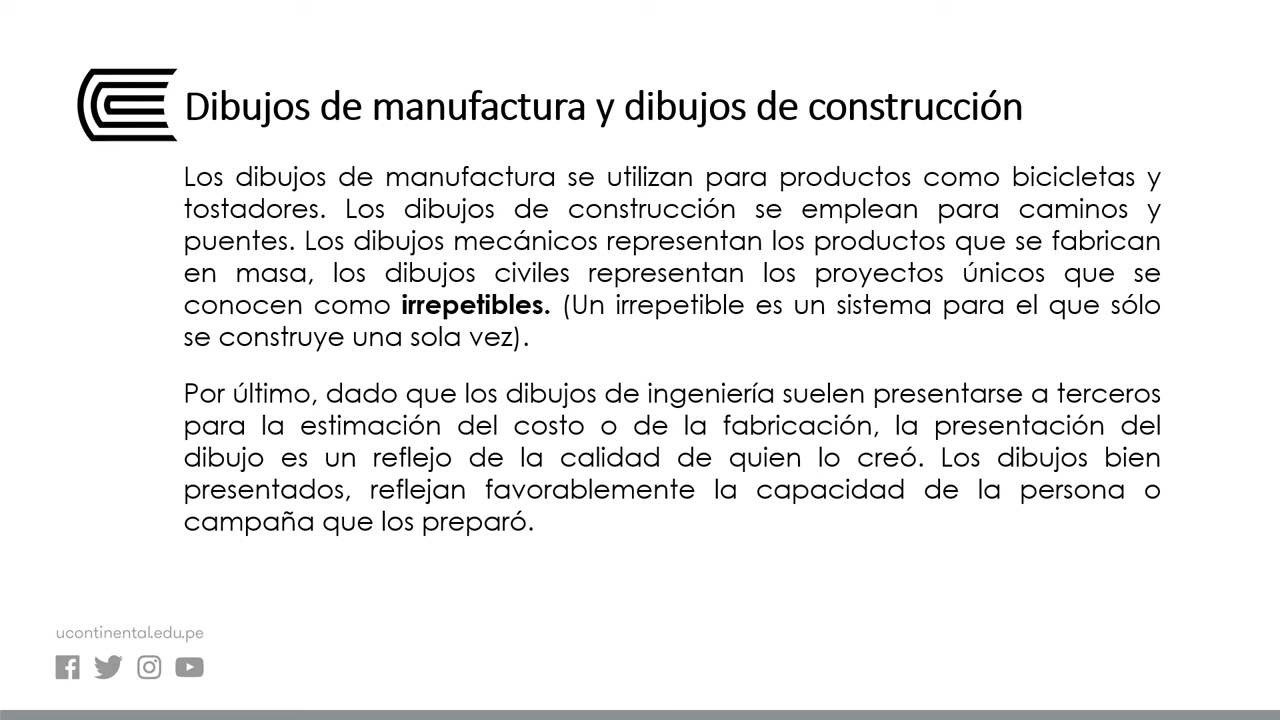 Dibujos de manufactura y dibujos de construcción
Los dibujos de manufactura se utilizan para productos como bicicletas y
tostadores. Los dibujos de construcción se emplean para caminos y
puentes. Los dibujos mecánicos representan los productos que se fabrican
en masa, los dibujos civiles representan los proyectos únicos que se
conocen como irrepetibles. (Un irrepetible es un sistema para el que sólo
se construye una sola vez).
Por último, dado que los dibujos de ingeniería suelen presentarse a terceros
para la estimación del costo o de la fabricación, la presentación del
dibujo es un reflejo de la calidad de quien lo creó. Los dibujos bien
presentados, reflejan favorablemente la capacidad de la persona o
campaña que los preparó.
ucontinental.edu.pe